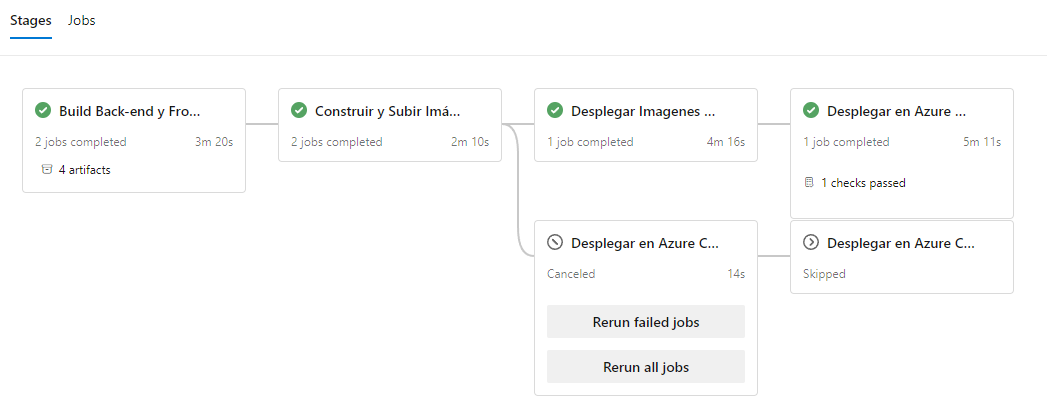 Stages Jobs
Build Back-end y Fro...
2 jobs completed 3m 20s
4 artifacts
Construir y Subir Imá...
2 jobs completed 2m 10s
Desplegar Imagenes ...
1 job completed 4m 16s
Desplegar en Azure ...
1 job completed 5m 11s
1 checks passed
Desplegar en Azure C...
Canceled 14s
Rerun failed jobs
Rerun all jobs
Desplegar en Azure C...
Skipped